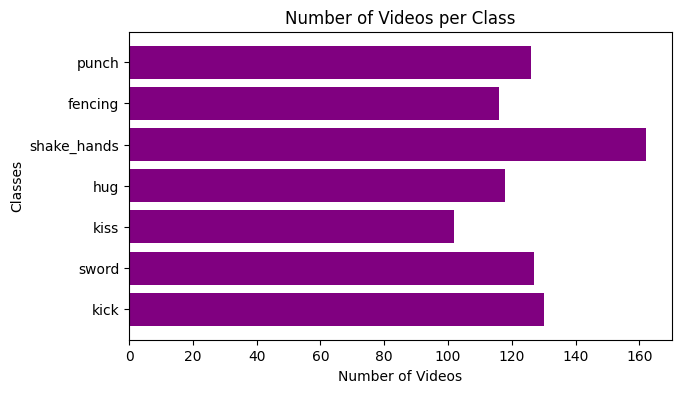 Number of Videos per Class
Classes
punch
fencing
shake_hands
hug
kiss
sword
kick
0 20 40 60 80 100 120 140 160
Number of Videos